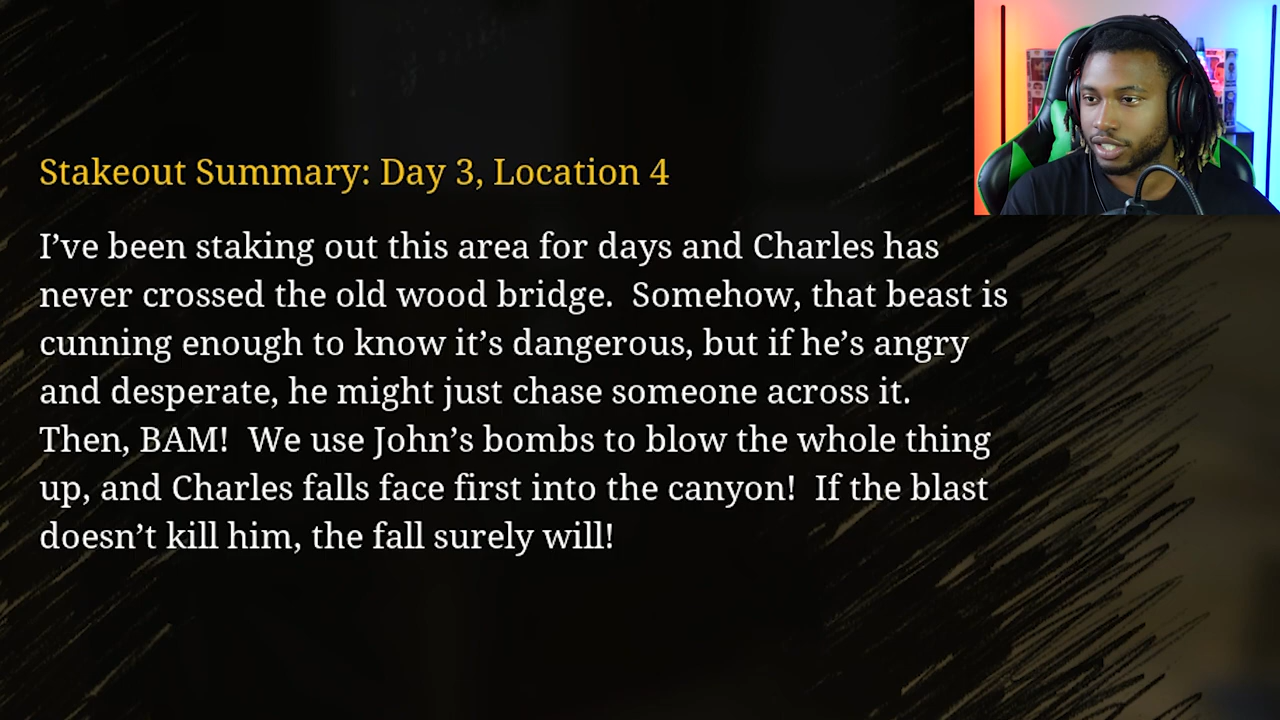 Stakeout Summary: Day 3, Location 4
I’ve been staking out this area for days and Charles has
never crossed the old wood bridge.  Somehow, that beast is
cunning enough to know it’s dangerous, but if he’s angry
and desperate, he might just chase someone across it.
Then, BAM!  We use John’s bombs to blow the whole thing
up, and Charles falls face first into the canyon!  If the blast
doesn’t kill him, the fall surely will!